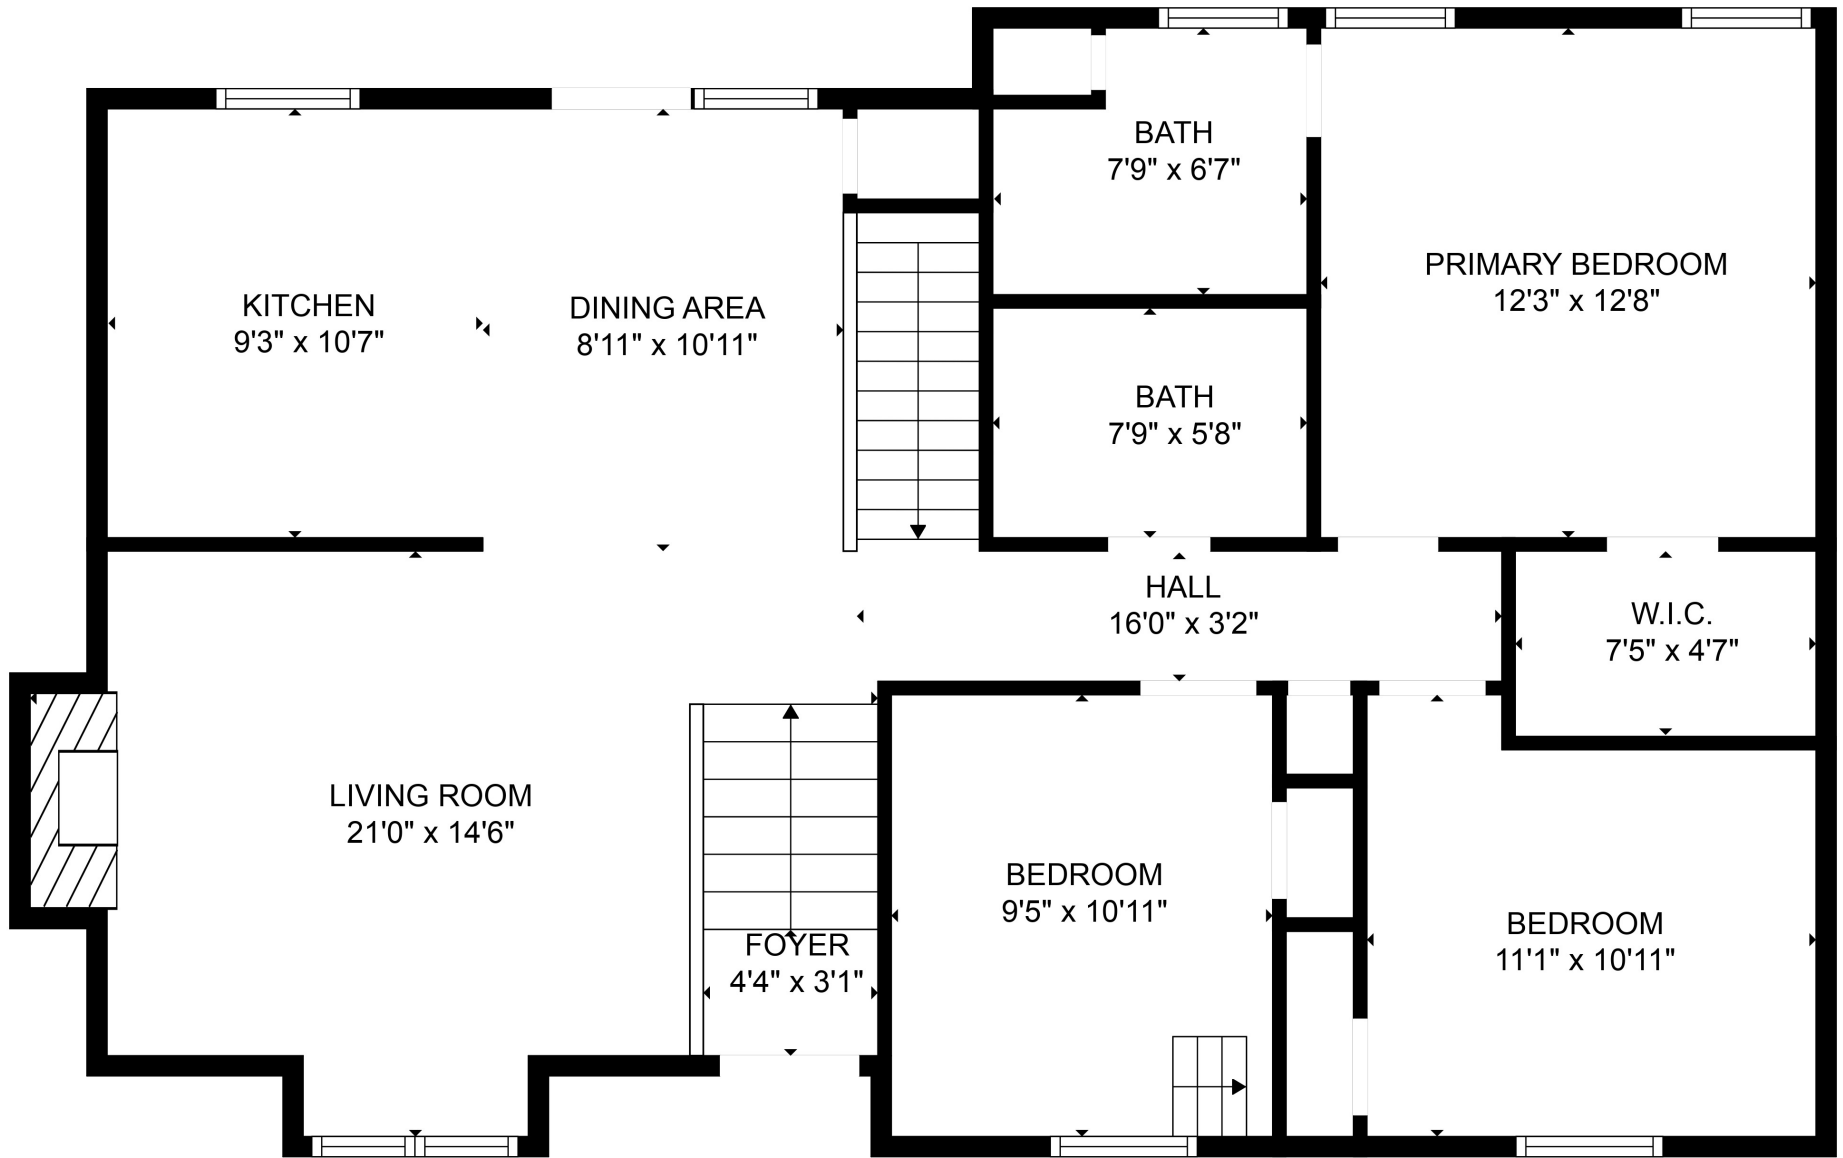 BATH
7'9" x 6'7"
PRIMARY BEDROOM
12'3" x 12'8"
KITCHEN
9'3" x 10'7"
DINING AREA
8'11" x 10'11"
BATH
7'9" x 5'8"
HALL
16'0" x 3'2"
W.I.C.
7'5" x 4'7"
LIVING ROOM
21'0" x 14'6"
BEDROOM
9'5" x 10'11"
BEDROOM
11'1" x 10'11"
FOYER
4'4" x 3'1"